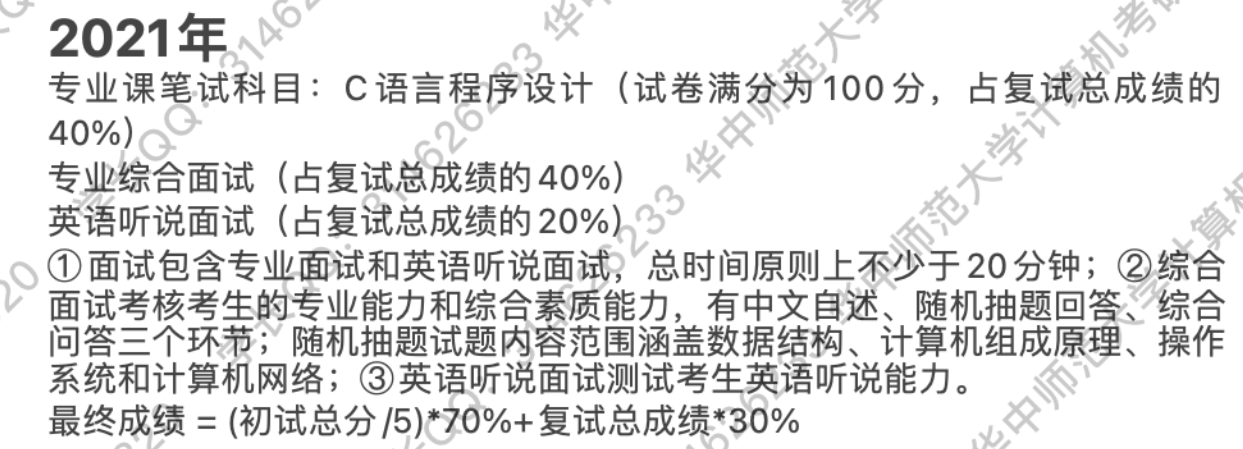 2021年
专业课笔试科目：C语言程序设计（试卷满分为100分，占复试总成绩的
40%）
专业综合面试（占复试总成绩的40%）
英语听说面试（占复试总成绩的20%）
①面试包含专业面试和英语听说面试，总时间原则上不少于20分钟；②综合
面试考核考生的专业能力和综合素质能力，有中文自述、随机抽题回答、综合
问答三个环节；随机抽题试题内容范围涵盖数据结构、计算机组成原理、操作
系统和计算机网络；③英语听说面试测试考生英语听说能力。
最终成绩 = (初试总分/5)*70%+复试总成绩*30%